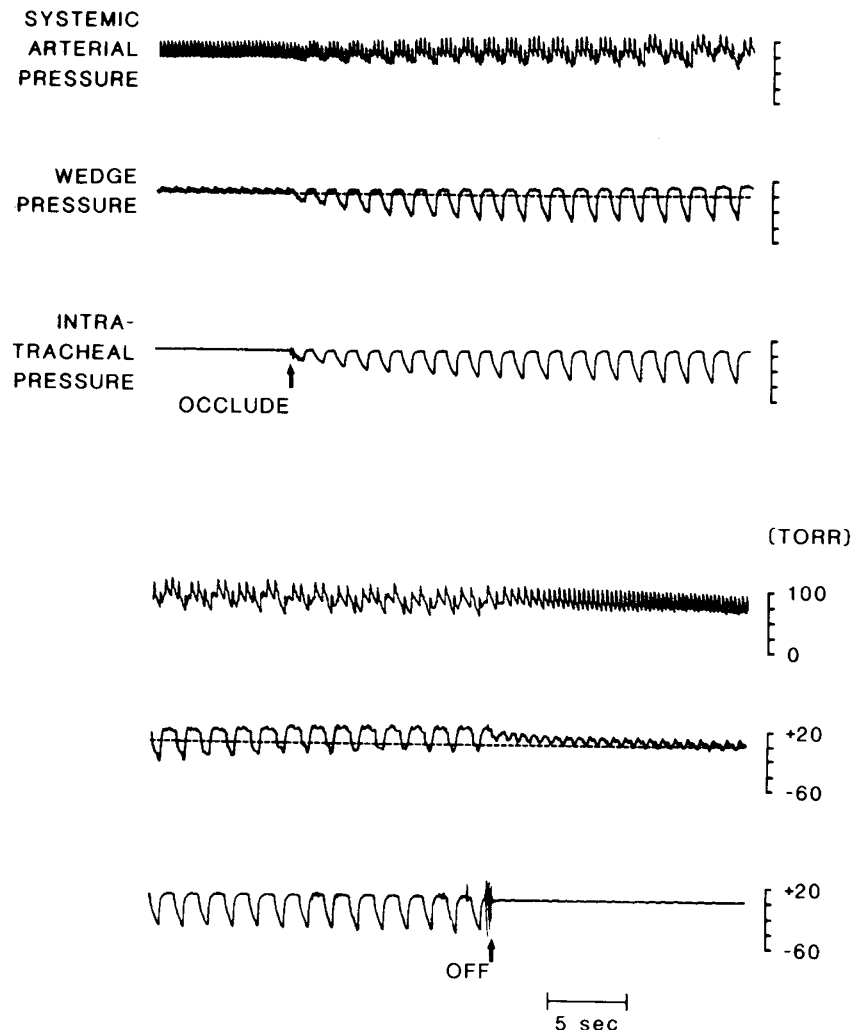 SYSTEMIC
ARTERIAL
PRESSURE
WEDGE
PRESSURE
INTRA-
TRACHEAL
PRESSURE
OCCLUDE
(TORR)
100
0
+20
-60
+20
-60
OFF
5 sec